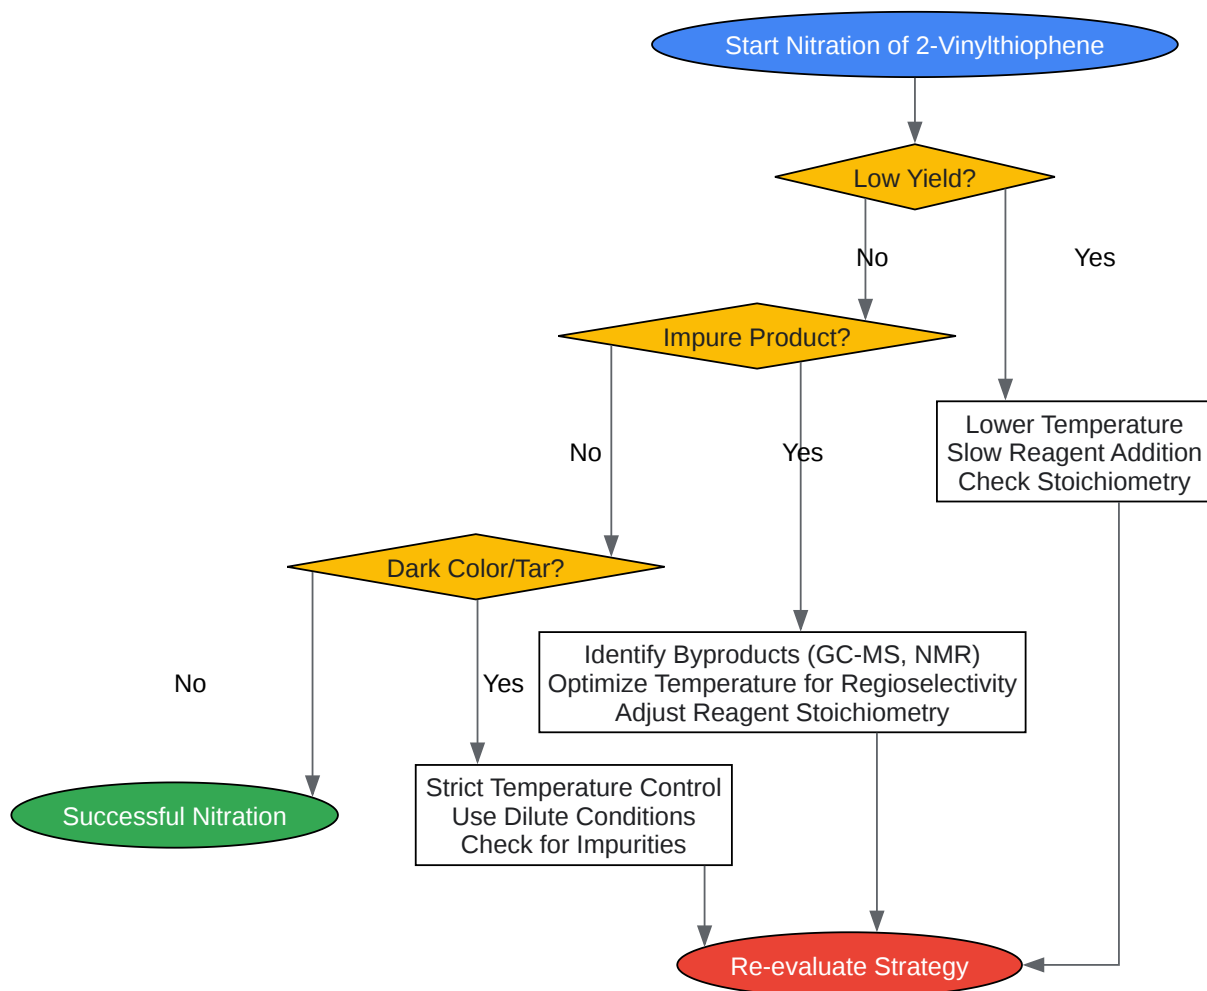 Start Nitration of 2-Vinylthiophene
Low Yield?
No
Yes
Impure Product?
Lower Temperature
Slow Reagent Addition
Check Stoichiometry
No
Yes
Dark Color/Tar?
Identify Byproducts (GC-MS, NMR)
Optimize Temperature for Regioselectivity
Adjust Reagent Stoichiometry
No
Yes
Strict Temperature Control
Use Dilute Conditions
Check for Impurities
Successful Nitration
Re-evaluate Strategy